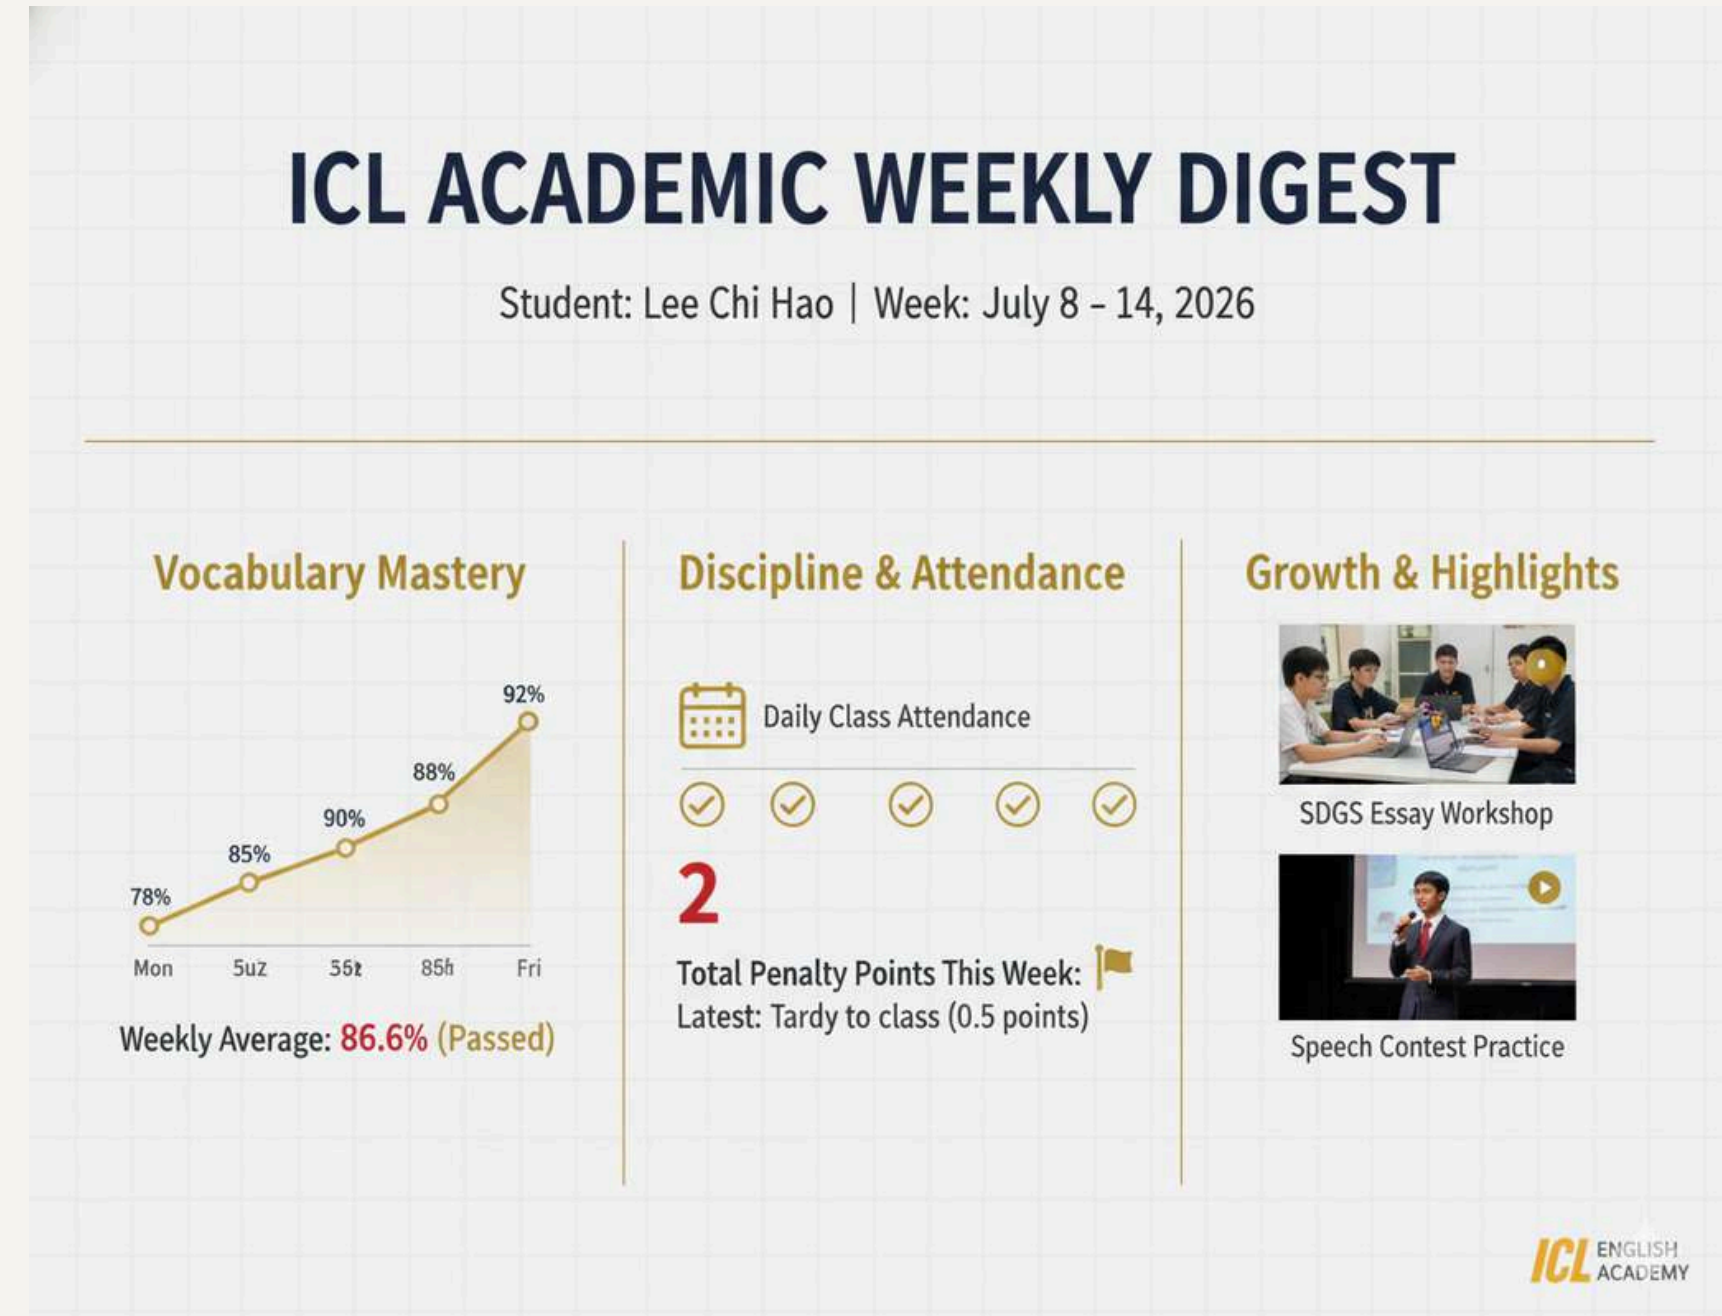 ICL ACADEMIC WEEKLY DIGEST
Student: Lee Chi Hao | Week: July 8 – 14, 2026
Vocabulary Mastery
78%
85%
90%
88%
92%
Mon
5uz
Fri
Weekly Average: 86.6% (Passed)
Discipline & Attendance
Daily Class Attendance
2
Total Penalty Points This Week:
Latest: Tardy to class (0.5 points)
Growth & Highlights
SDGS Essay Workshop
Speech Contest Practice
ICL ENGLISH
ACADEMY